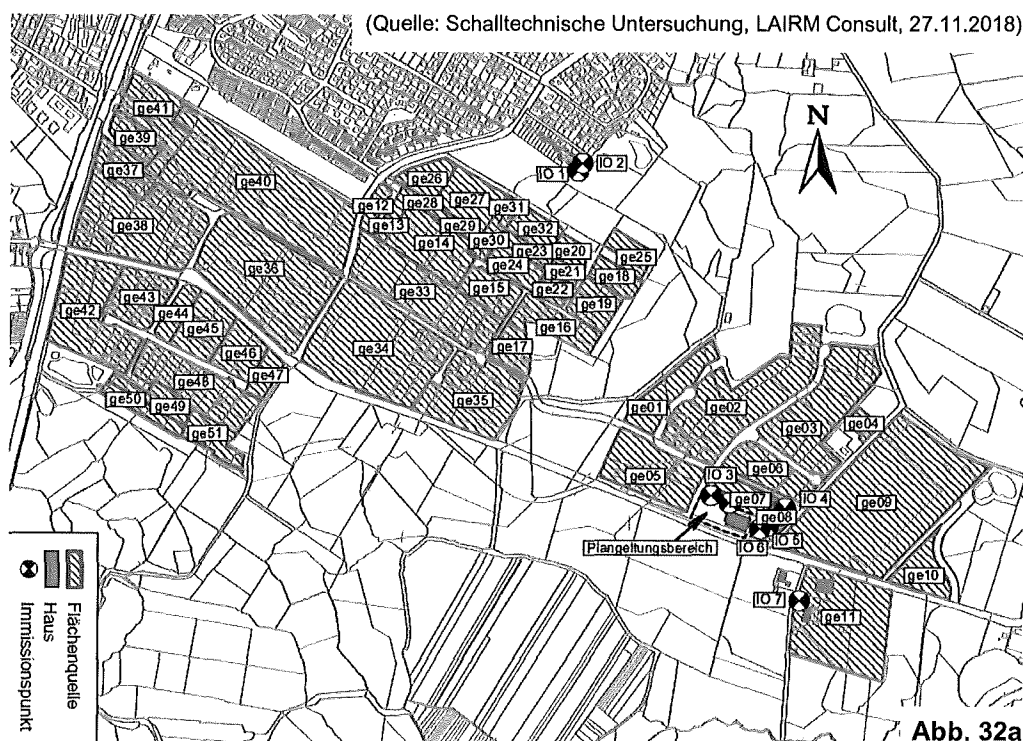 (Quelle: Schalltechnische Untersuchung, LAIRM Consult, 27.11.2018)
N
ge41
ge39
ge37
ge40
ge38
ge36
ge26
ge12
ge28
ge27
ge31
ge13
ge29
ge32
ge14
ge30
ge23
ge20
ge25
ge24
ge21
ge18
ge33
ge15
ge22
ge19
ge16
ge17
ge34
ge35
IO 1
IO 2
ge42
ge43
ge44
ge45
ge46
ge47
ge48
ge50
ge49
ge51
ge01
ge02
ge03
ge04
ge05
ge06
IO 3
ge07
IO 4
ge09
ge08
IO 5
IO 6
Plangeltungsbereich
ge10
IO 7
ge11
Flächenquelle
Haus
Immissionspunkt
Abb. 32a